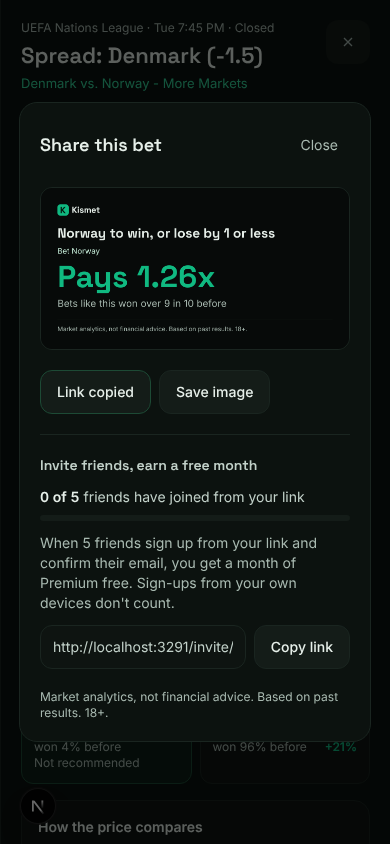 UEFA Nations League · Tue 7:45 PM · Closed
Spread: Denmark (-1.5)
×
Denmark vs. Norway - More Markets
Share this bet
Close
K Kismet
Norway to win, or lose by 1 or less
Bet Norway
Pays 1.26x
Bets like this won over 9 in 10 before
Market analytics, not financial advice. Based on past results. 18+.
Link copied
Save image
Invite friends, earn a free month
0 of 5 friends have joined from your link
When 5 friends sign up from your link and
confirm their email, you get a month of
Premium free. Sign-ups from your own
devices don't count.
http://localhost:3291/invite/
Copy link
Market analytics, not financial advice. Based on past
results. 18+.
won 4% before
Not recommended
won 96% before +21%
N
How the price compares